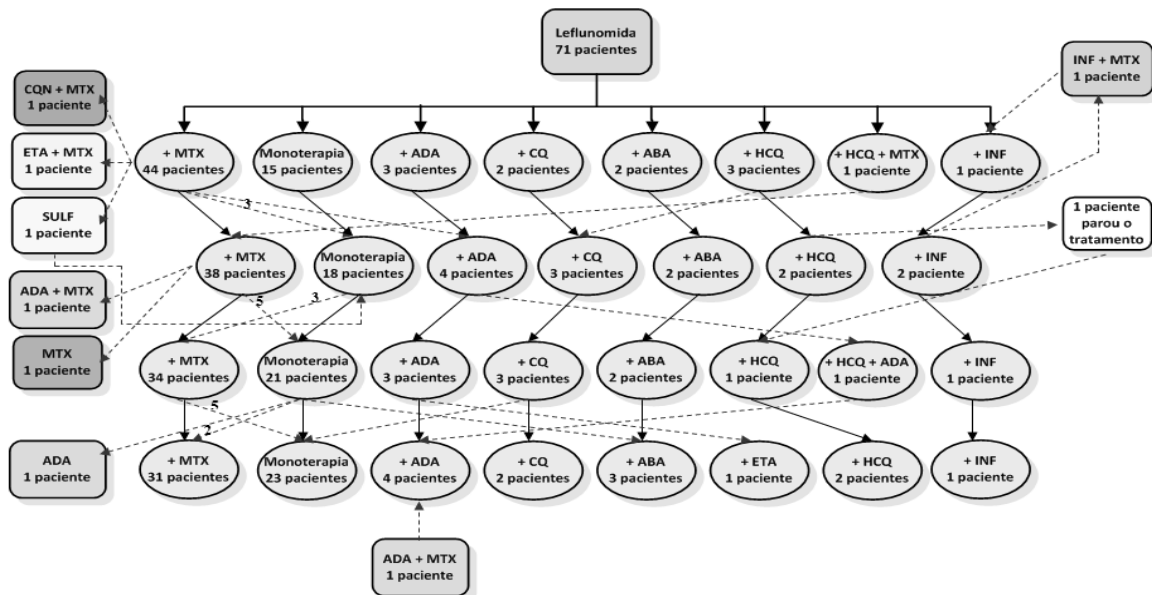 Leflunomida
71 pacientes
INF + MTX
1 paciente
CQN + MTX
1 paciente
ETA + MTX
1 paciente
SULF
1 paciente
ADA + MTX
1 paciente
MTX
1 paciente
+ MTX
44 pacientes
Monoterapia
15 pacientes
+ ADA
3 pacientes
+ CQ
2 pacientes
+ ABA
2 pacientes
+ HCQ
3 pacientes
+ HCQ + MTX
1 paciente
+ INF
1 paciente
3
1 paciente
parou o
tratamento
+ MTX
38 pacientes
Monoterapia
18 pacientes
+ ADA
4 pacientes
+ CQ
3 pacientes
+ ABA
2 pacientes
+ HCQ
2 pacientes
+ INF
2 paciente
5
3
+ MTX
34 pacientes
Monoterapia
21 pacientes
+ ADA
3 pacientes
+ CQ
3 pacientes
+ ABA
2 pacientes
+ HCQ
1 paciente
+ HCQ + ADA
1 paciente
+ INF
1 paciente
5
2
ADA
1 paciente
+ MTX
31 pacientes
Monoterapia
23 pacientes
+ ADA
4 pacientes
+ CQ
2 pacientes
+ ABA
3 pacientes
+ ETA
1 paciente
+ HCQ
2 pacientes
+ INF
1 paciente
ADA + MTX
1 paciente